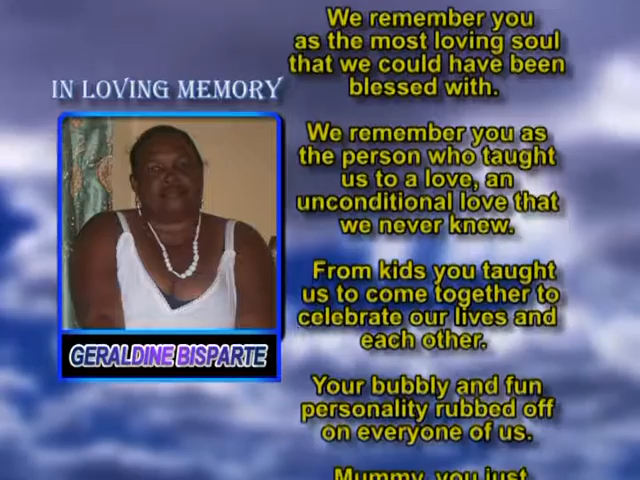 IN LOVING MEMORY
GERALDINE BISPARTE
We remember you
as the most loving soul
that we could have been
blessed with.
We remember you as
the person who taught
us to a love, an
unconditional love that
we never knew.
From kids you taught
us to come together to
celebrate our lives and
each other.
Your bubbly and fun
personality rubbed off
on everyone of us.
Mummy, you just